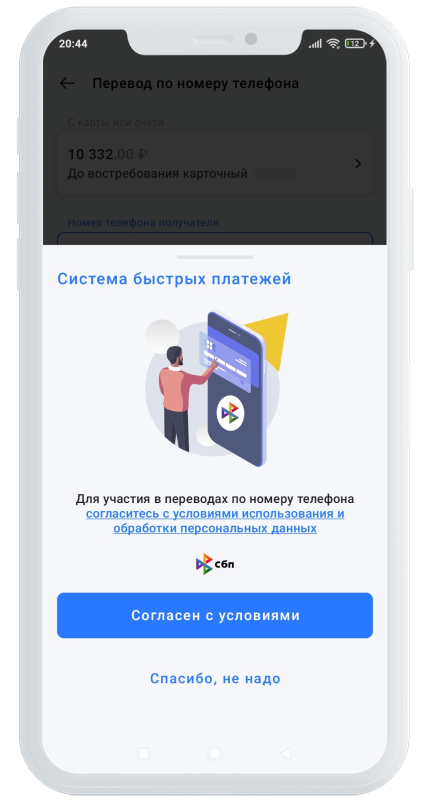 20:44
12
Перевод по номеру телефона
С карты или счёта
10 332,00 ₽
До востребования карточный
Номер телефона получателя
Система быстрых платежей
Для участия в переводах по номеру телефона
согласитесь с условиями использования и
обработки персональных данных
сбп
Согласен с условиями
Спасибо, не надо